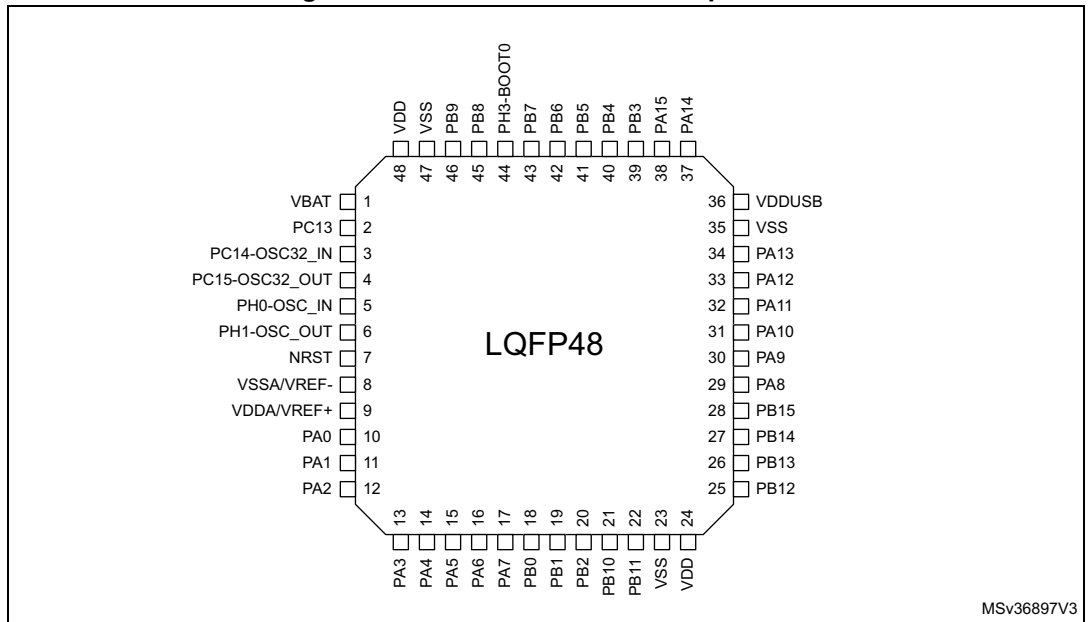 VDD
VSS
PB9
PB8
PH3-BOOT0
PB7
PB6
PB5
PB4
PB3
PA15
PA14
48
47
46
45
44
43
42
41
40
39
38
37
VBAT 1
PC13 2
PC14-OSC32_IN 3
PC15-OSC32_OUT 4
PH0-OSC_IN 5
PH1-OSC_OUT 6
NRST 7
VSSA/VREF- 8
VDDA/VREF+ 9
PA0 10
PA1 11
PA2 12
LQFP48
36 VDDUSB
35 VSS
34 PA13
33 PA12
32 PA11
31 PA10
30 PA9
29 PA8
28 PB15
27 PB14
26 PB13
25 PB12
13
14
15
16
17
18
19
20
21
22
23
24
PA3
PA4
PA5
PA6
PA7
PB0
PB1
PB2
PB10
PB11
VSS
VDD
MSv36897V3